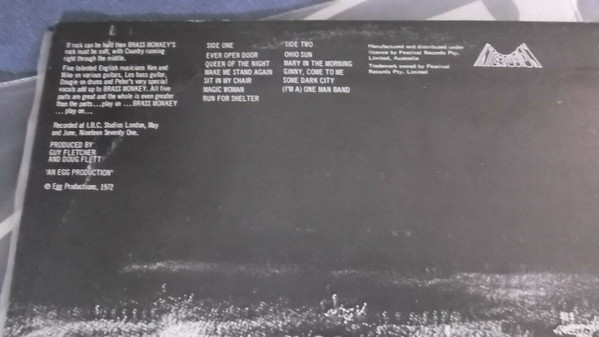 If rock can be hard then BRASS MONKEY'S
rock must be soft, with Country running
right through the middle.
Five talented English musicians Ken and
Mike on various guitars, Leo bass guitar,
Dougie on drums and Peter's very special
vocals add up to BRASS MONKEY. All five
parts are great and the whole is even greater
than the parts...play on ... BRASS MONKEY
...play on...
Recorded at I.B.C. Studios London, May
and June, Nineteen Seventy One.
PRODUCED BY
GUY FLETCHER
AND DOUG FLETT
'AN EGG PRODUCTION'
℗ Egg Productions, 1972
SIDE ONE
EVER OPEN DOOR
QUEEN OF THE NIGHT
MAKE ME STAND AGAIN
SIT IN MY CHAIR
MAGIC WOMAN
RUN FOR SHELTER
SIDE TWO
OHIO SUN
MARY IN THE MORNING
GINNY, COME TO ME
SOME DARK CITY
(I'M A) ONE MAN BAND
Manufactured and distributed under
licence by Festival Records Pty.
Limited, Australia
Trademark owned by Festival
Records Pty. Limited